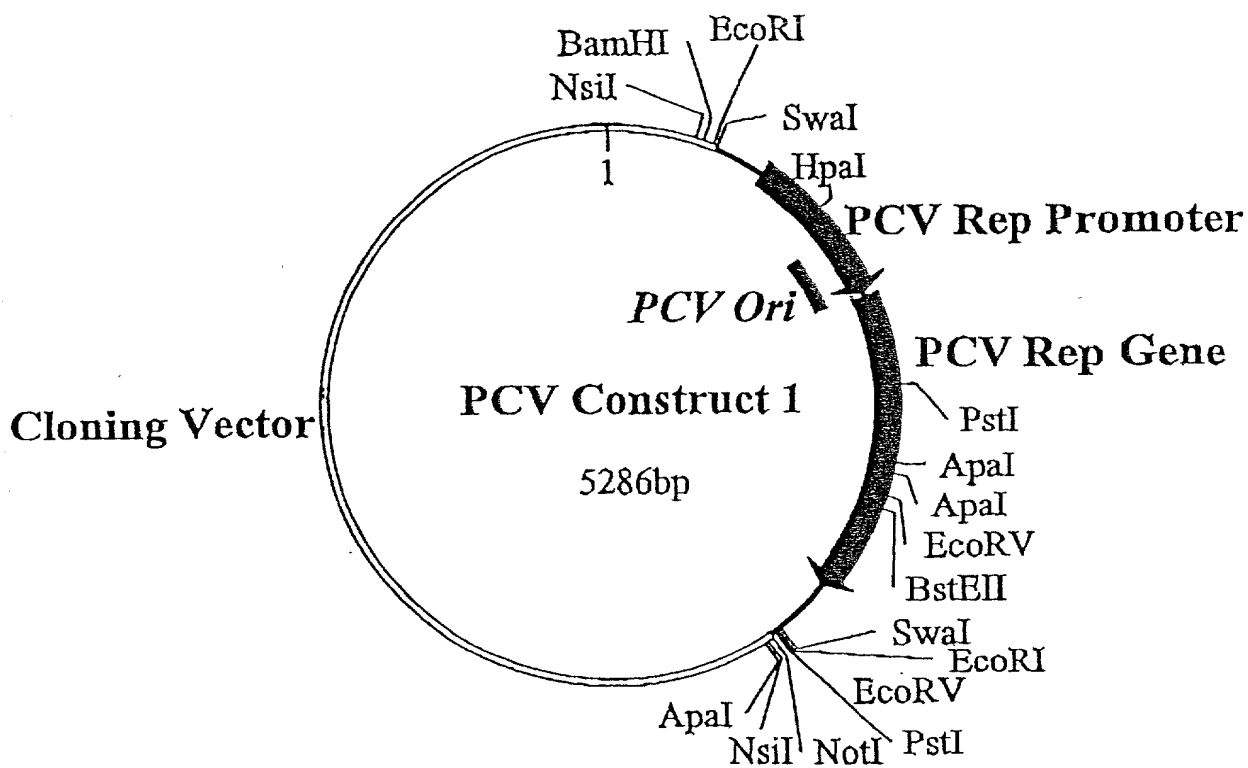 BamHI
EcoRI
NsiI
SwaI
1
HpaI
PCV Rep Promoter
PCV Ori
PCV Rep Gene
PCV Construct 1
Cloning Vector
PstI
ApaI
5286bp
ApaI
EcoRV
BstEII
SwaI
EcoRI
EcoRV
ApaI
NsiI
NotI
PstI